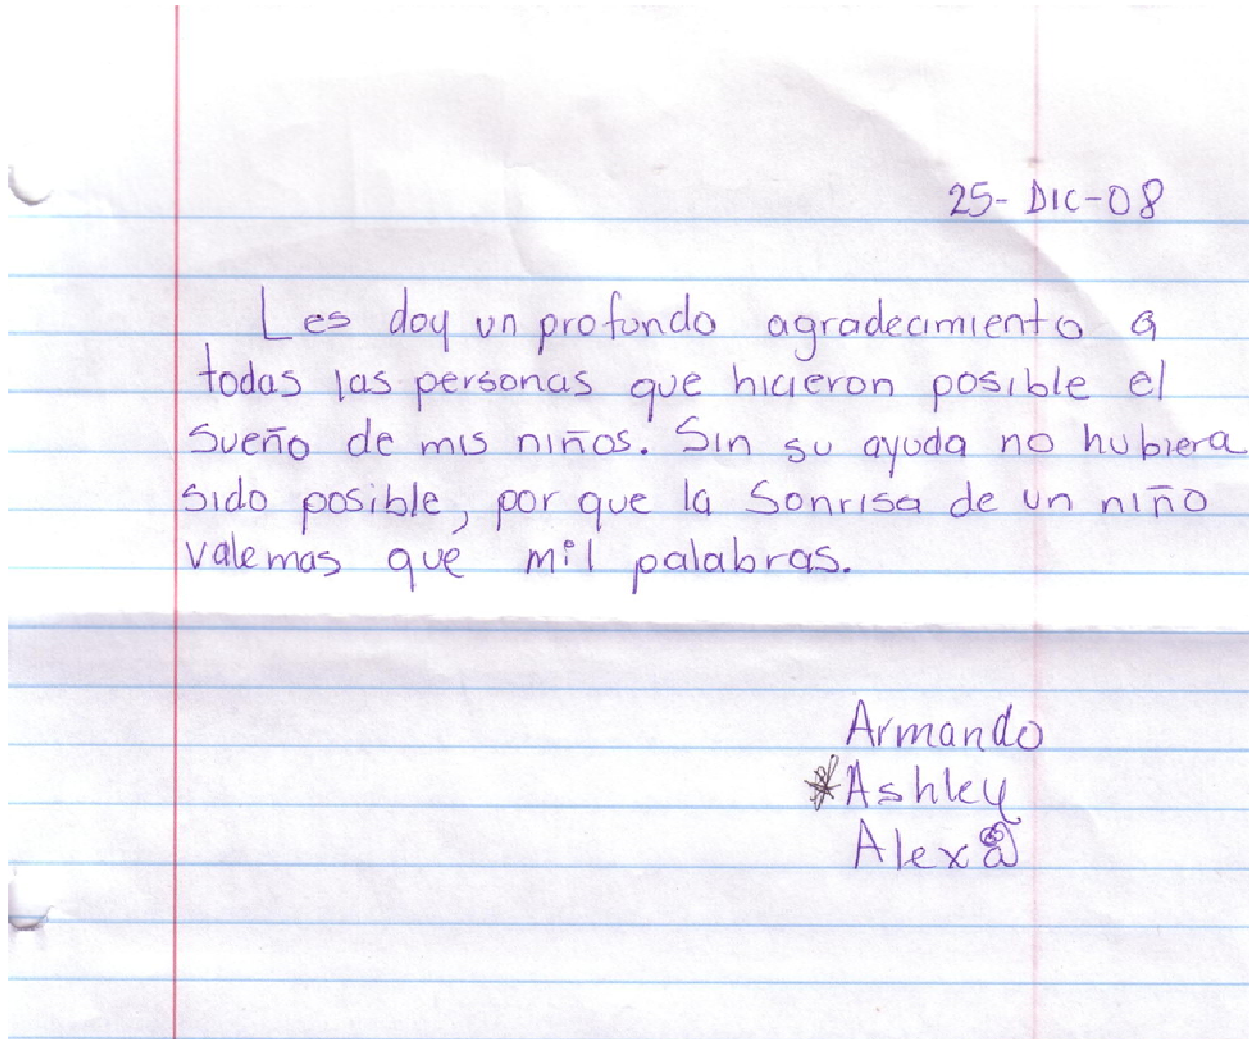 25- DIC-08
Les doy un profundo agradecimiento a
todas las personas que hicieron posible el
sueño de mis niños. Sin su ayuda no hubiera
sido posible, por que la Sonrisa de un niño
vale mas que mil palabras.
Armando
*Ashley
Alexa